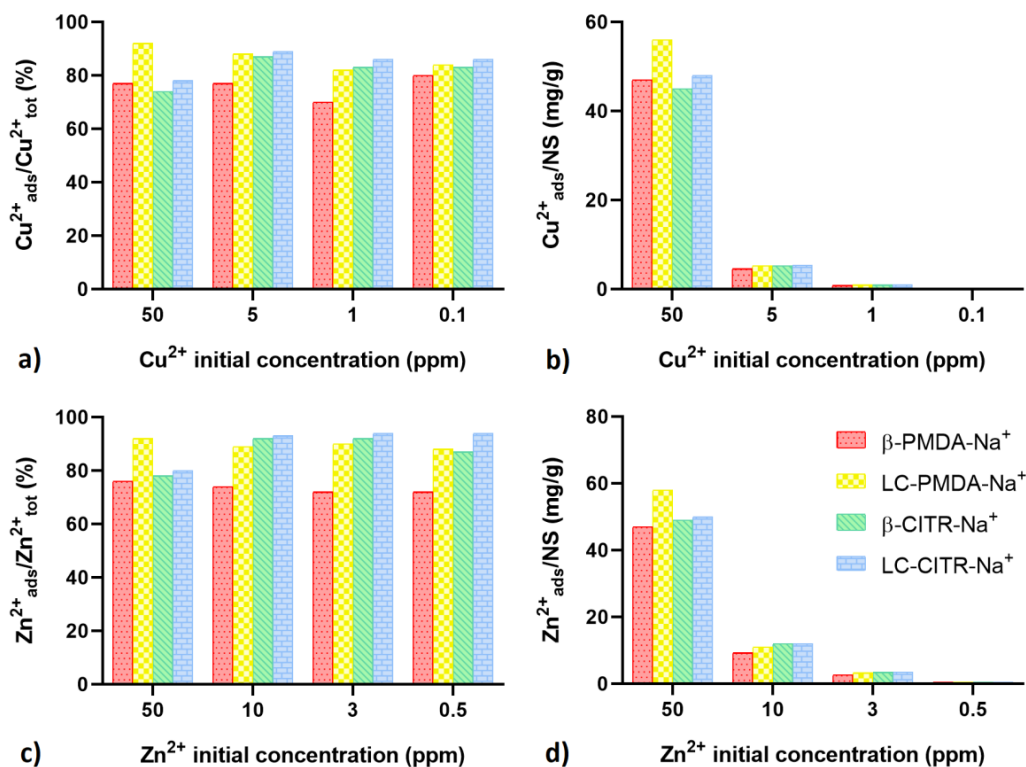 Cu²⁺ads/Cu²⁺tot (%)
100
80
60
40
20
0
50 5 1 0.1
a) Cu²⁺ initial concentration (ppm)
Cu²⁺ads/NS (mg/g)
60
40
20
0
50 5 1 0.1
b) Cu²⁺ initial concentration (ppm)
Zn²⁺ads/Zn²⁺tot (%)
100
80
60
40
20
0
50 10 3 0.5
c) Zn²⁺ initial concentration (ppm)
Zn²⁺ads/NS (mg/g)
80
60
40
20
0
β-PMDA-Na⁺
LC-PMDA-Na⁺
β-CITR-Na⁺
LC-CITR-Na⁺
50 10 3 0.5
d) Zn²⁺ initial concentration (ppm)